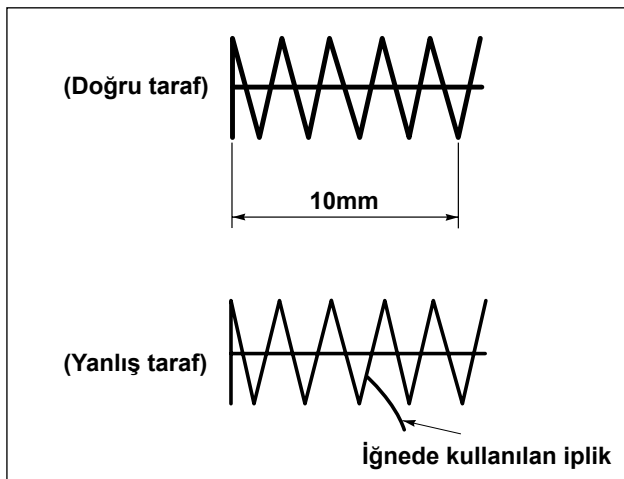 (Doğru taraf)
10mm
(Yanlış taraf)
İğnede kullanılan iplik